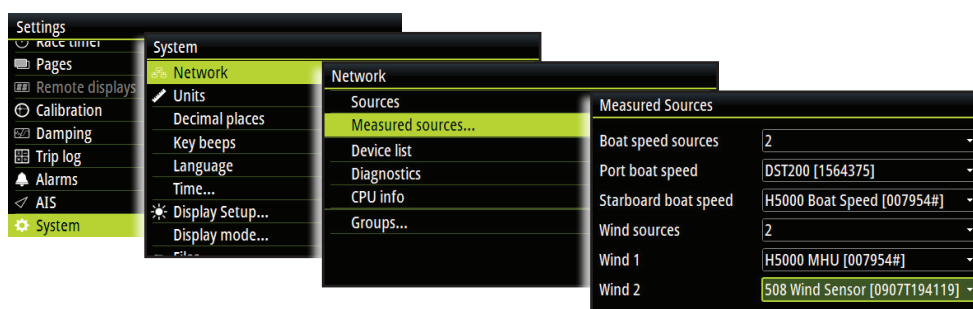 Settings
Race timer
Pages
Remote displays
Calibration
Damping
Trip log
Alarms
AIS
System
System
Network
Units
Decimal places
Key beeps
Language
Time...
Display Setup...
Display mode...
Network
Sources
Measured sources...
Device list
Diagnostics
CPU info
Groups...
Measured Sources
Boat speed sources 2
Port boat speed DST200 [1564375]
Starboard boat speed H5000 Boat Speed [007954#]
Wind sources 2
Wind 1 H5000 MHU [007954#]
Wind 2 508 Wind Sensor [0907T194119]